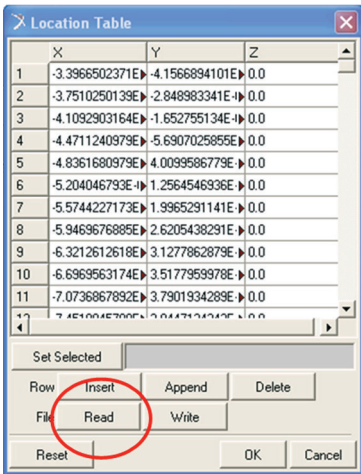 Location Table
X Y Z
1 -3.3966502371E -4.1566894101E 0.0
2 -3.7510250139E -2.848983341E-I 0.0
3 -4.1092903164E -1.652755134E-I 0.0
4 -4.4711240979E -5.6907025855E 0.0
5 -4.8361680979E 4.0099586779E- 0.0
6 -5.204046793E-I 1.2564546936E- 0.0
7 -5.5744227173E 1.9965291141E- 0.0
8 -5.9469676885E 2.6205438291E- 0.0
9 -6.3212612618E 3.1277862879E- 0.0
10 -6.6969563174E 3.5177959978E- 0.0
11 -7.0736867892E 3.7901934289E- 0.0
12
Set Selected
Row Insert Append Delete
File Read Write
Reset OK Cancel